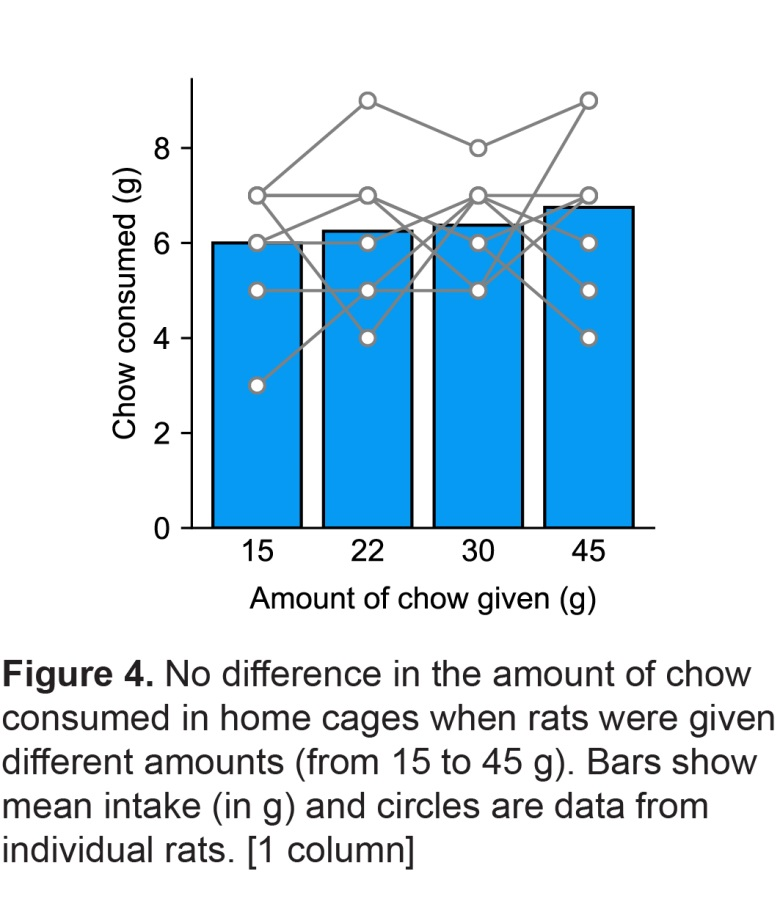 8
6
4
2
0
Chow consumed (g)
15 22 30 45
Amount of chow given (g)
Figure 4. No difference in the amount of chow
consumed in home cages when rats were given
different amounts (from 15 to 45 g). Bars show
mean intake (in g) and circles are data from
individual rats. [1 column]